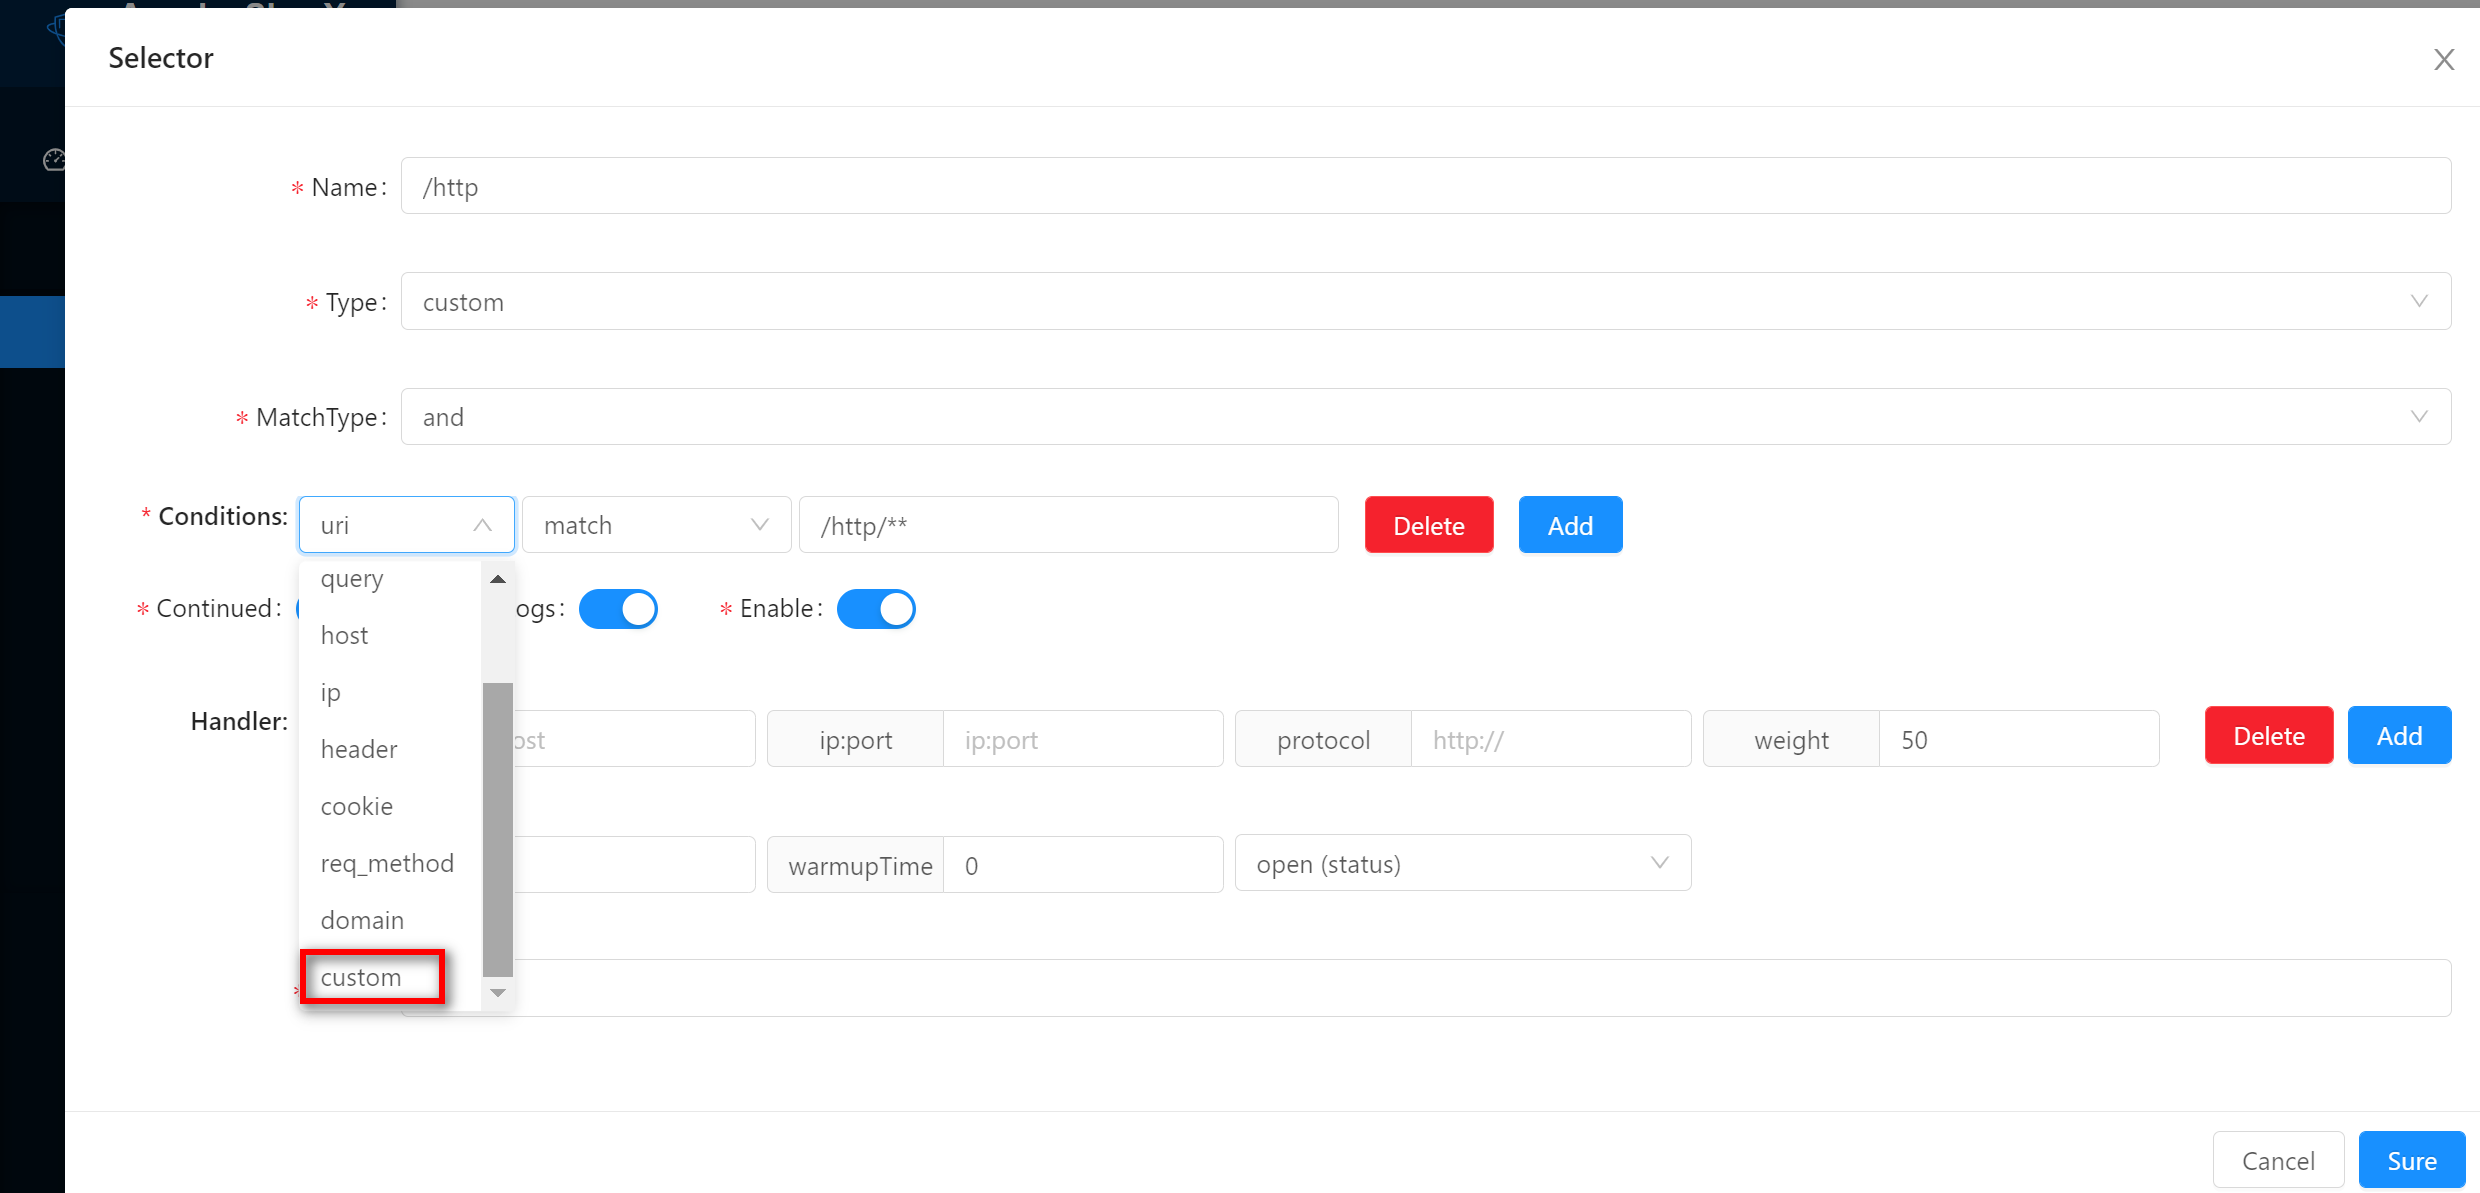 Selector
* Name: /http
* Type: custom
* MatchType: and
* Conditions: uri match /http/** Delete Add
query
* Continued: ogs: * Enable:
host
ip
Handler: ost ip:port ip:port protocol http:// weight 50 Delete Add
header
cookie
req_method warmupTime 0 open (status)
domain
custom
*
Cancel Sure